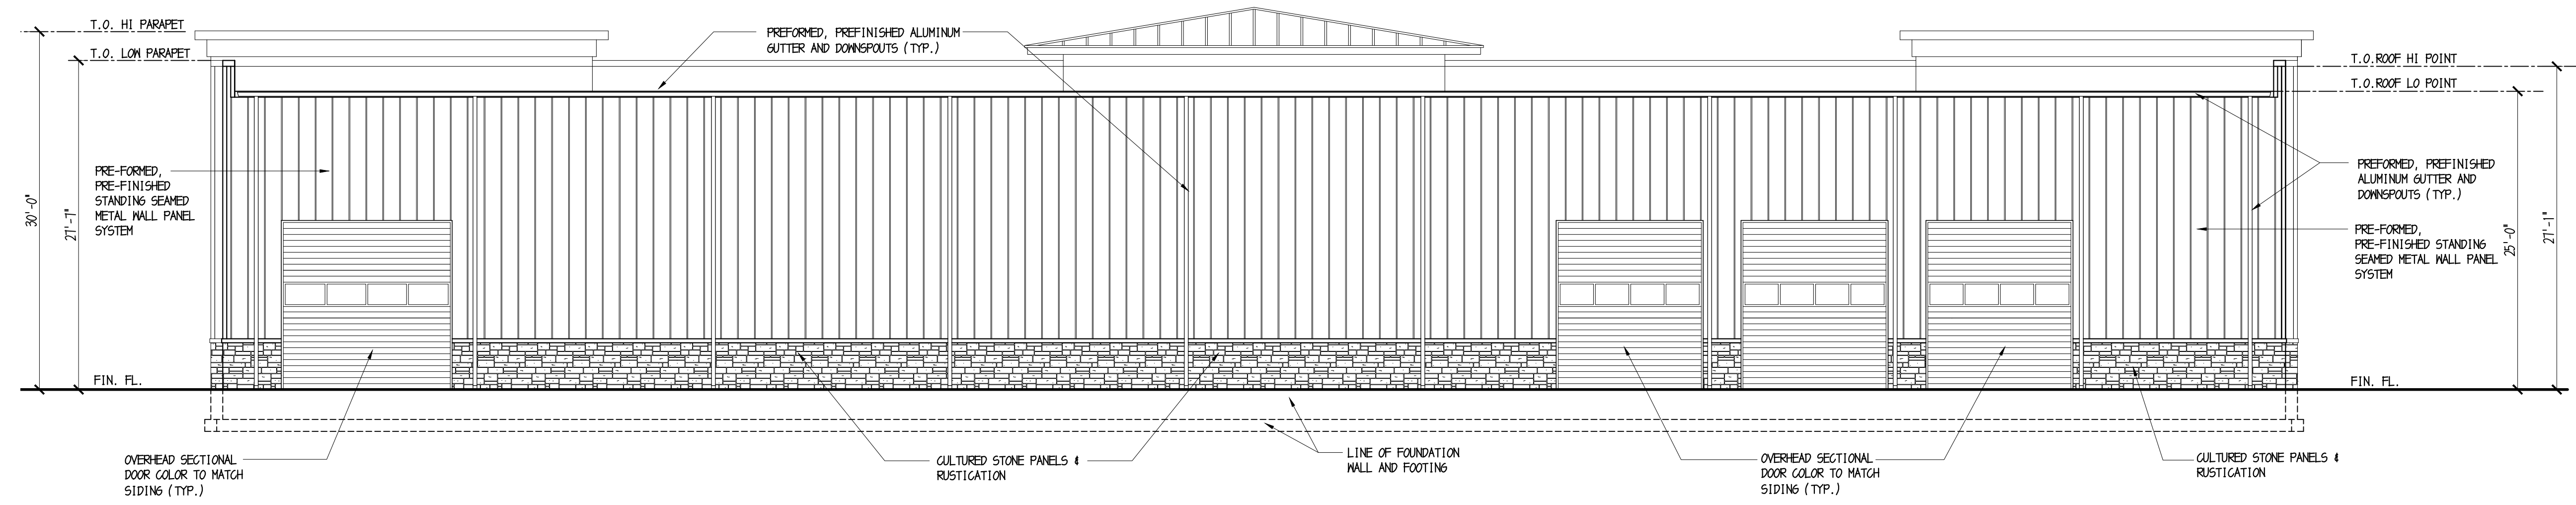 T.O. HI PARAPET
T.O. LOW PARAPET
30'-0"
27'-7"
PRE-FORMED,
PRE-FINISHED
STANDING SEAMED
METAL WALL PANEL
SYSTEM
FIN. FL.
PREFORMED, PREFINISHED ALUMINUM
GUTTER AND DOWNSPOUTS (TYP.)
T.O.ROOF HI POINT
T.O.ROOF LO POINT
PREFORMED, PREFINISHED
ALUMINUM GUTTER AND
DOWNSPOUTS (TYP.)
PRE-FORMED,
PRE-FINISHED STANDING
SEAMED METAL WALL PANEL
SYSTEM
25'-0"
27'-1"
FIN. FL.
OVERHEAD SECTIONAL
DOOR COLOR TO MATCH
SIDING (TYP.)
CULTURED STONE PANELS &
RUSTICATION
LINE OF FOUNDATION
WALL AND FOOTING
OVERHEAD SECTIONAL
DOOR COLOR TO MATCH
SIDING (TYP.)
CULTURED STONE PANELS &
RUSTICATION